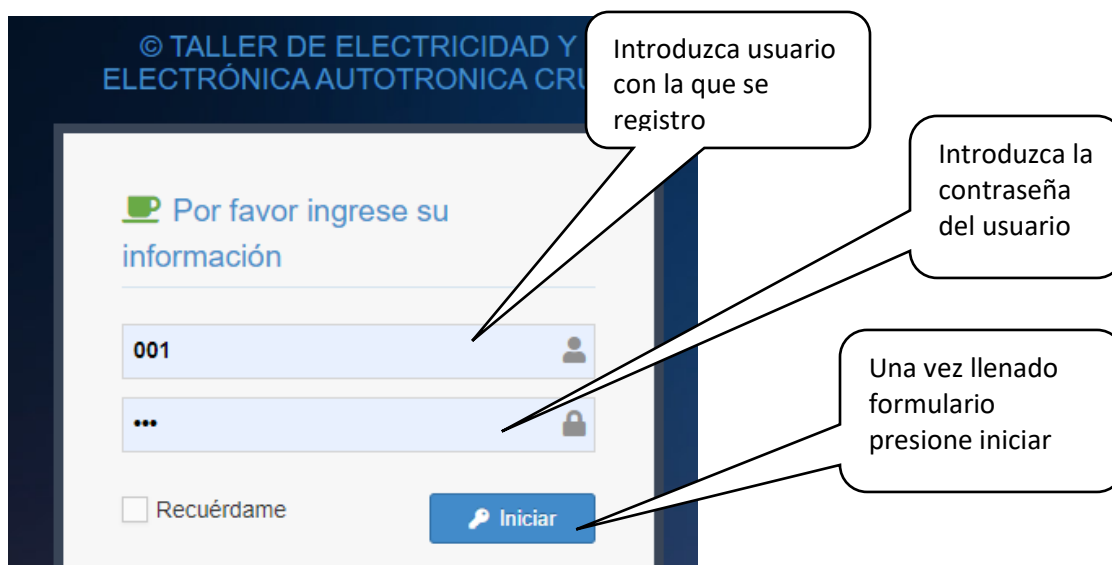 © TALLER DE ELECTRICIDAD Y
ELECTRÓNICA AUTOTRONICA CRU
Introduzca usuario
con la que se
registro
Introduzca la
contraseña
del usuario
Por favor ingrese su
información
001
•••
Una vez llenado
formulario
presione iniciar
Recuérdame
Iniciar